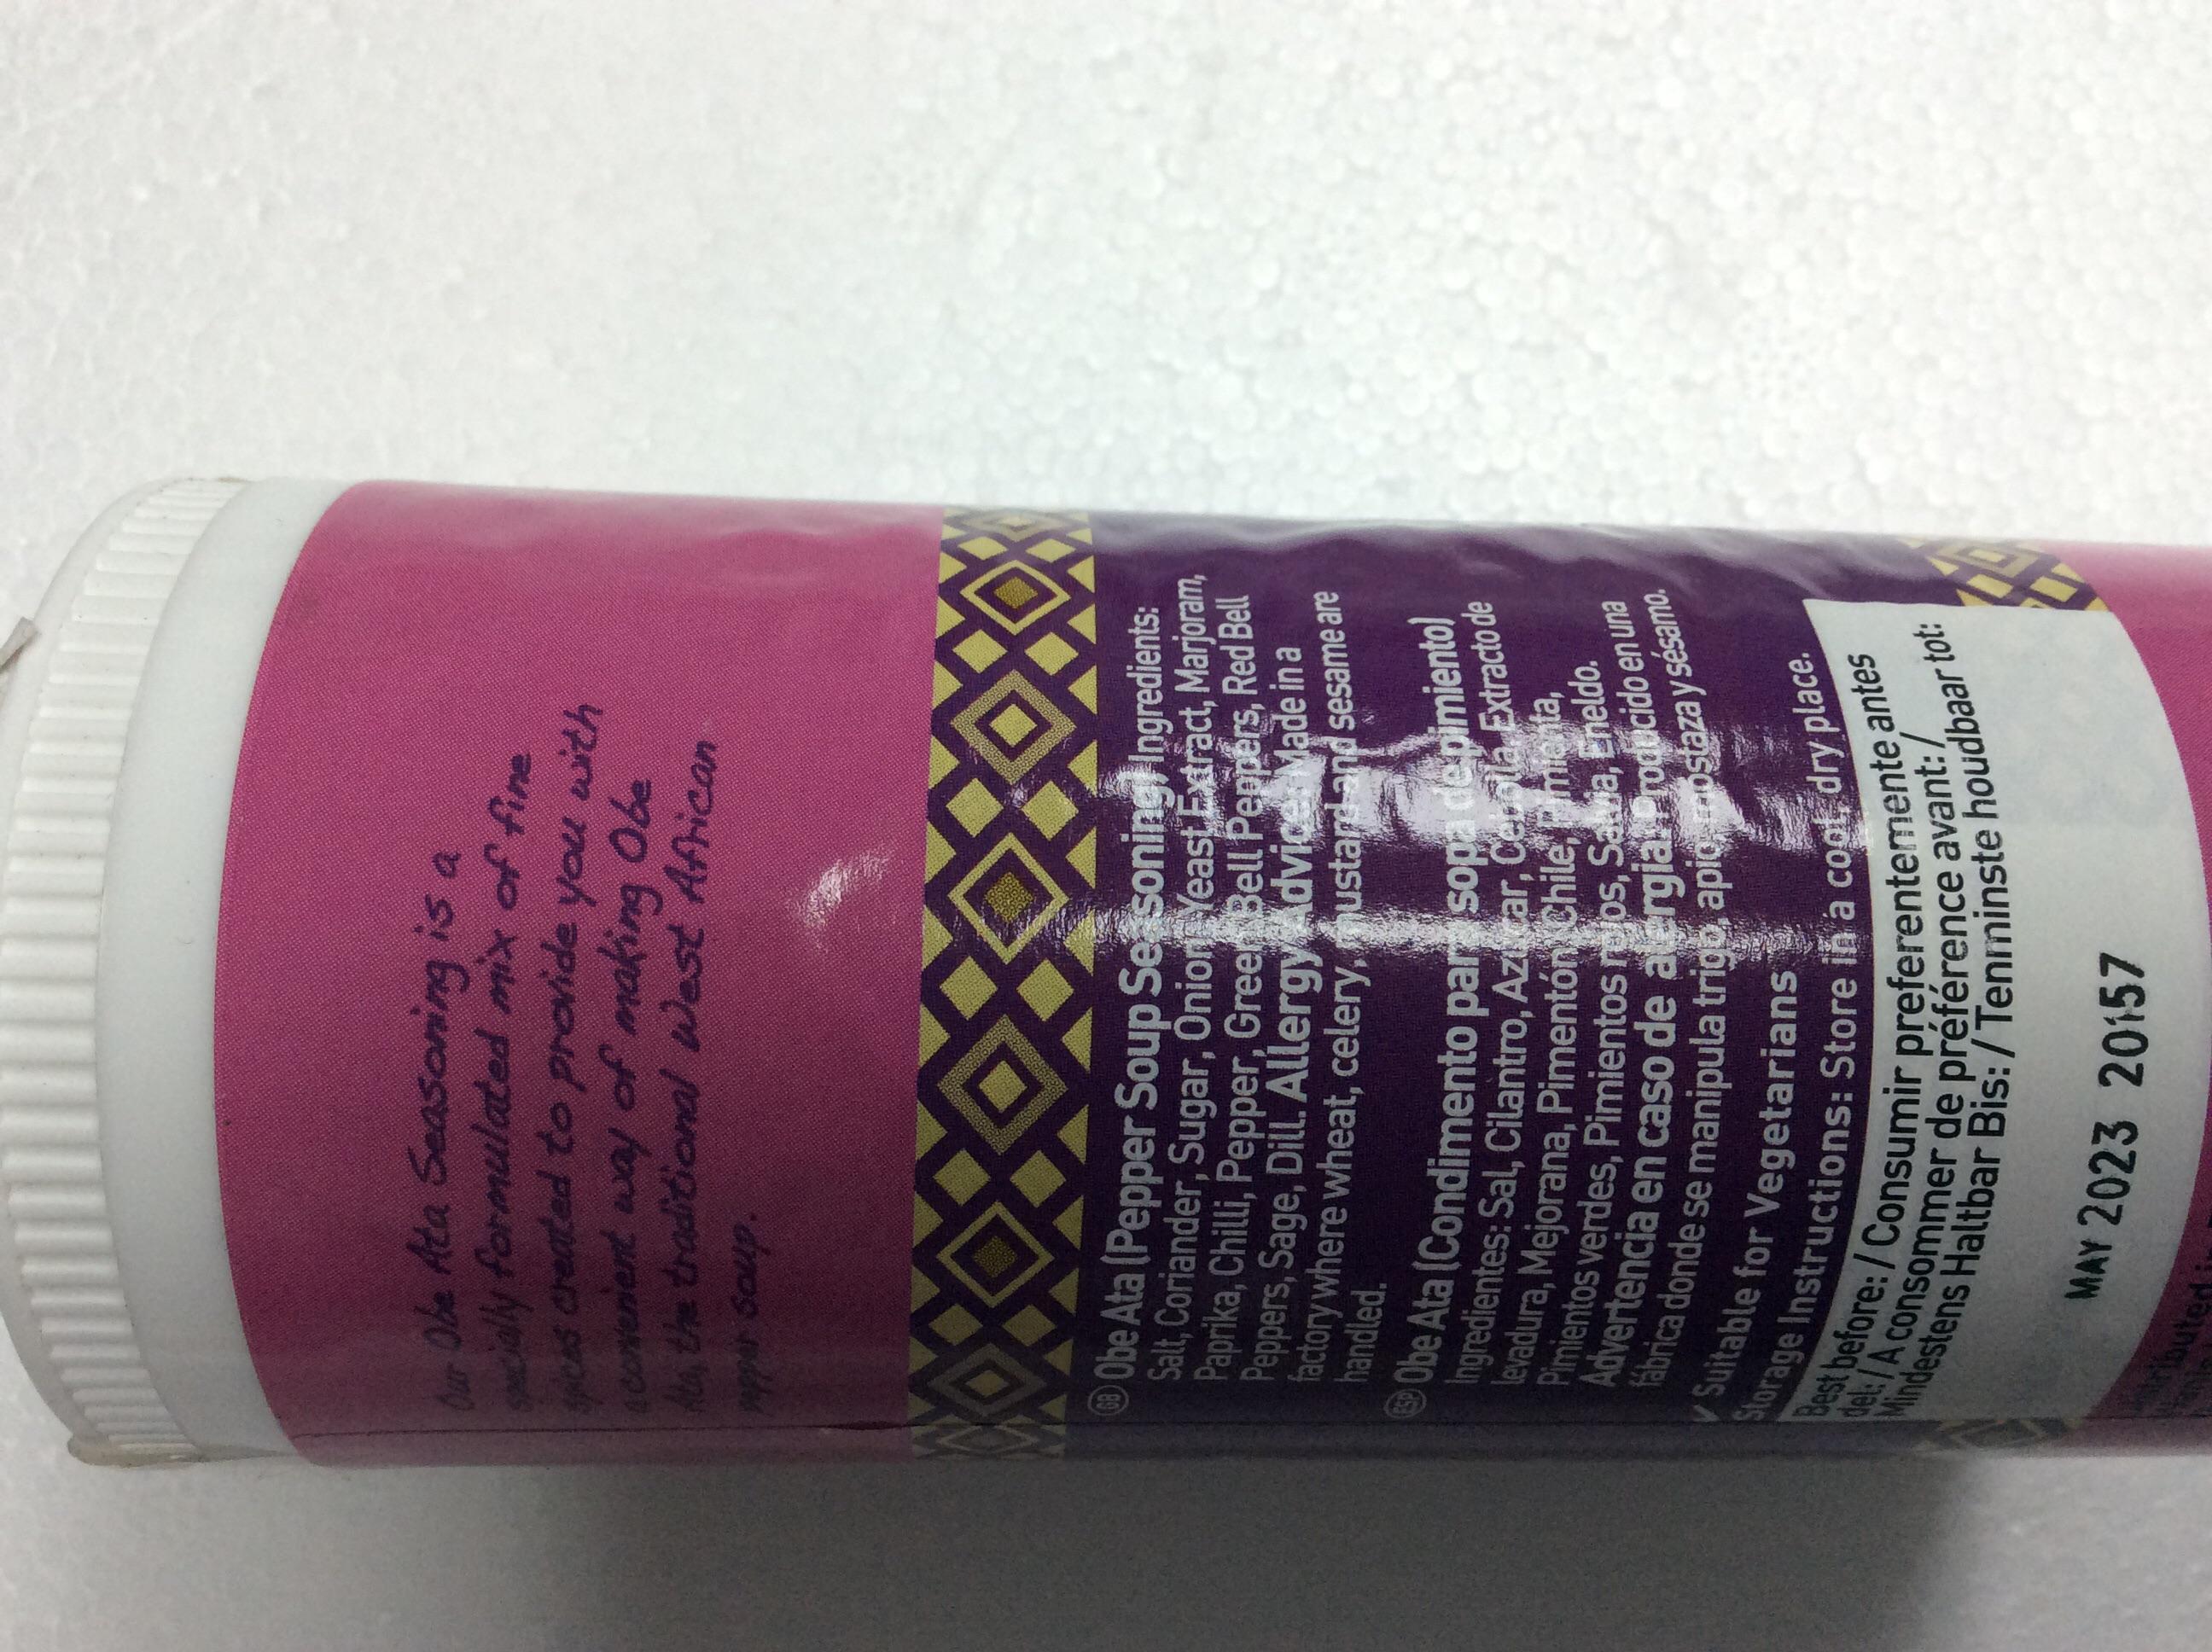 Our Obe Ata Seasoning is a
specially formulated mix of fine
spices created to provide you with
a convenient way of making Obe
Ata, the traditional West African
pepper soup.
GB Obe Ata (Pepper Soup Seasoning) Ingredients:
Salt, Coriander, Sugar, Onion, Yeast Extract, Marjoram,
Paprika, Chilli, Pepper, Green Bell Peppers, Red Bell
Peppers, Sage, Dill. Allergy Advice: Made in a
factory where wheat, celery, mustard and sesame are
handled.
ESP Obe Ata (Condimento para sopa de pimiento)
Ingredientes: Sal, Cilantro, Azúcar, Cebolla, Extracto de
levadura, Mejorana, Pimentón, Chile, Pimienta,
Pimientos verdes, Pimientos rojos, Salvia, Eneldo.
Advertencia en caso de alergia: Producido en una
fábrica donde se manipula trigo, apio, mostaza y sésamo.
✓ Suitable for Vegetarians
Storage Instructions: Store in a cool, dry place.
Best before: / Consumir preferentemente antes
del: / A consommer de préférence avant: /
Mindestens Haltbar Bis: / Tenminste houdbaar tot:
MAY 2023 20157